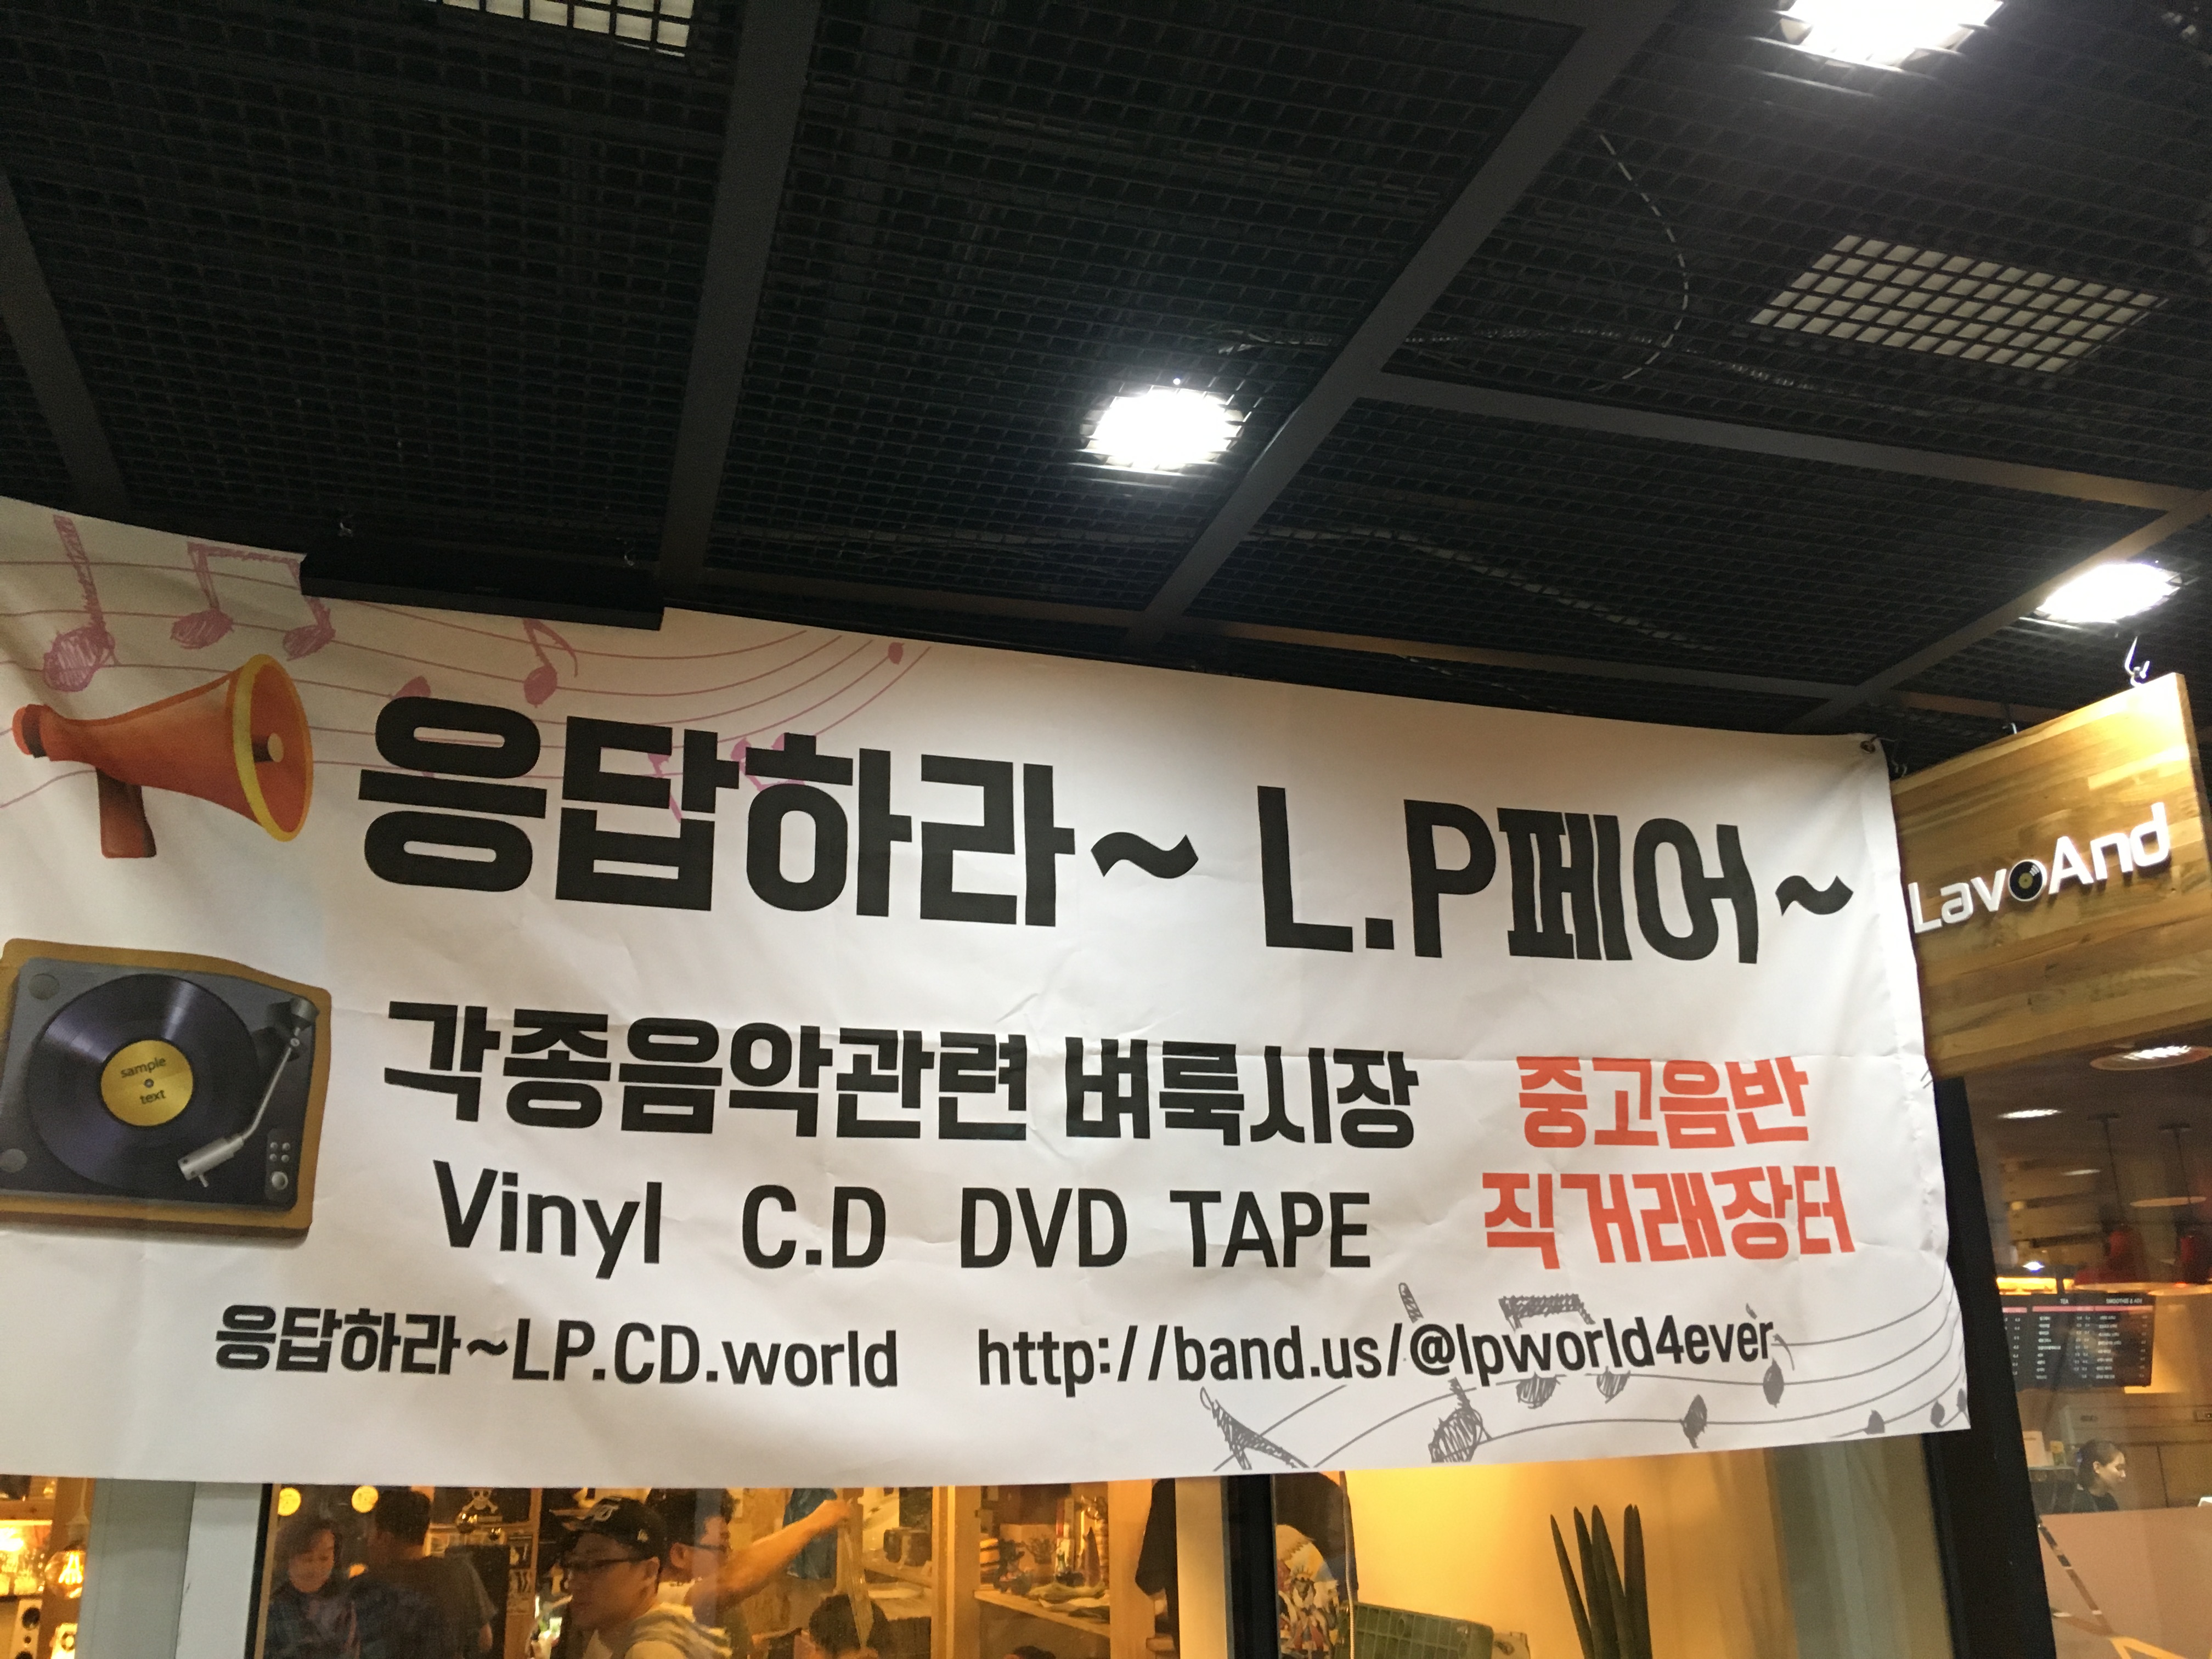 응답하라~ L.P페어~
LavoAnd
각종음악관련 벼룩시장
중고음반
직거래장터
Vinyl C.D DVD TAPE
sample
text
응답하라~LP.CD.world http://band.us/@lpworld4ever
TEA